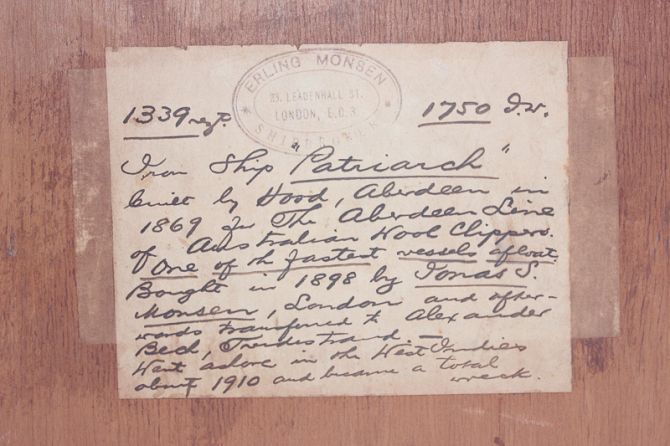 ERLING MONSEN
23, LEADENHALL ST.
LONDON, E.C.3.
SHIPBROKER
1339 regt. 1750 D.W.
Iron Ship "Patriarch"
built by Hood, Aberdeen in
1869 for The Aberdeen Line
of Australian Wool Clippers.
One of the fastest vessels afloat.
Bought in 1898 by Jonas S.
Monsen, London and after-
wards transferred to Alexander
Bech, Tvedestrand —
Went ashore in the West Indies
about 1910 and became a total
wreck.